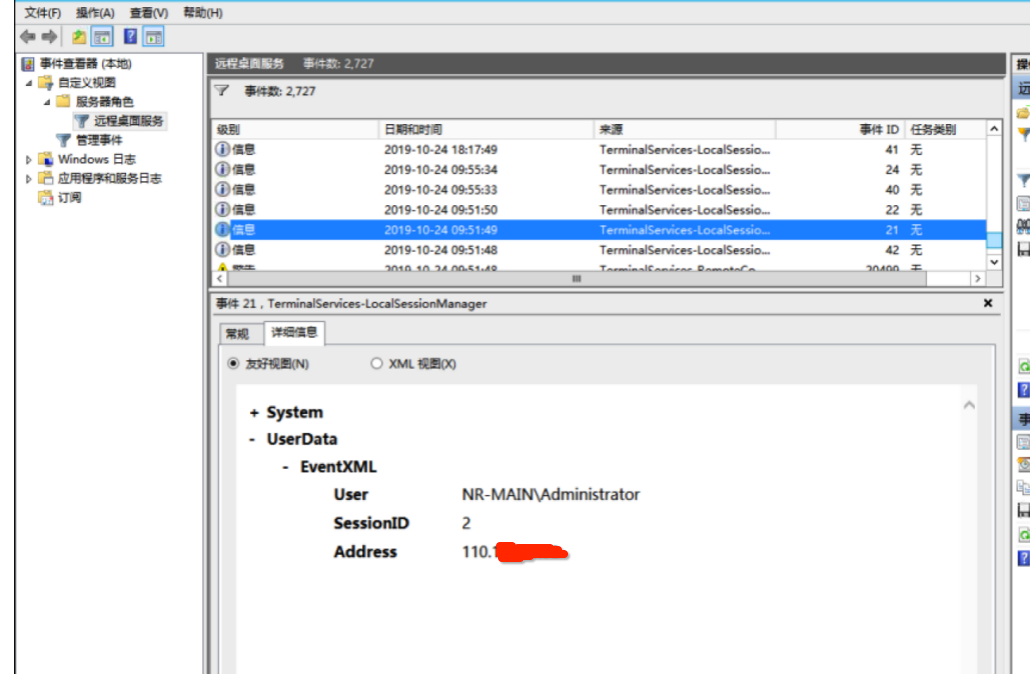 文件(F) 操作(A) 查看(V) 帮助(H)
事件查看器 (本地)
自定义视图
服务器角色
远程桌面服务
管理事件
Windows 日志
应用程序和服务日志
订阅
远程桌面服务 事件数: 2,727
事件数: 2,727
级别 日期和时间 来源 事件 ID 任务类别
信息 2019-10-24 18:17:49 TerminalServices-LocalSessio... 41 无
信息 2019-10-24 09:55:34 TerminalServices-LocalSessio... 24 无
信息 2019-10-24 09:55:33 TerminalServices-LocalSessio... 40 无
信息 2019-10-24 09:51:50 TerminalServices-LocalSessio... 22 无
信息 2019-10-24 09:51:49 TerminalServices-LocalSessio... 21 无
信息 2019-10-24 09:51:48 TerminalServices-LocalSessio... 42 无
警告 2019-10-24 09:51:48 TerminalServices-RemoteCo... 20499 无
事件 21，TerminalServices-LocalSessionManager
常规 详细信息
友好视图(N) XML 视图(X)
+ System
- UserData
- EventXML
User NR-MAIN\Administrator
SessionID 2
Address 110.
操
远
事